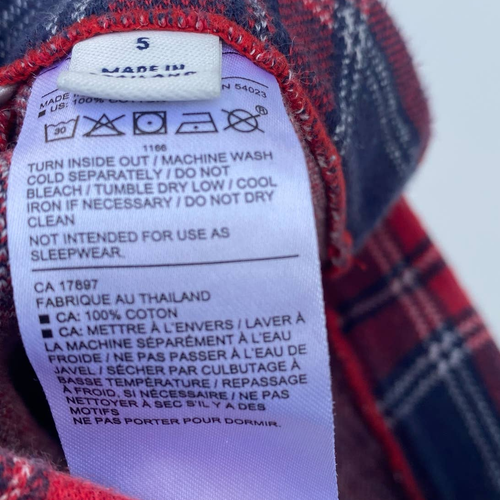 5
MADE IN
THAILAND
MADE
N 54023
US: 100%
30
1166
TURN INSIDE OUT / MACHINE WASH
COLD SEPARATELY / DO NOT
BLEACH / TUMBLE DRY LOW / COOL
IRON IF NECESSARY / DO NOT DRY
CLEAN
NOT INTENDED FOR USE AS
SLEEPWEAR.
CA 17897
FABRIQUE AU THAILAND
CA: 100% COTTON
CA: METTRE À L'ENVERS / LAVER À
LA MACHINE SÉPARÉMENT À L'EAU
FROIDE / NE PAS PASSER À L'EAU DE
JAVEL / SÉCHER PAR CULBUTAGE À
BASSE TEMPÉRATURE / REPASSAGE
À FROID, SI NÉCESSAIRE / NE PAS
NETTOYER À SEC S'IL Y A DES
MOTIFS
NE PAS PORTER POUR DORMIR.